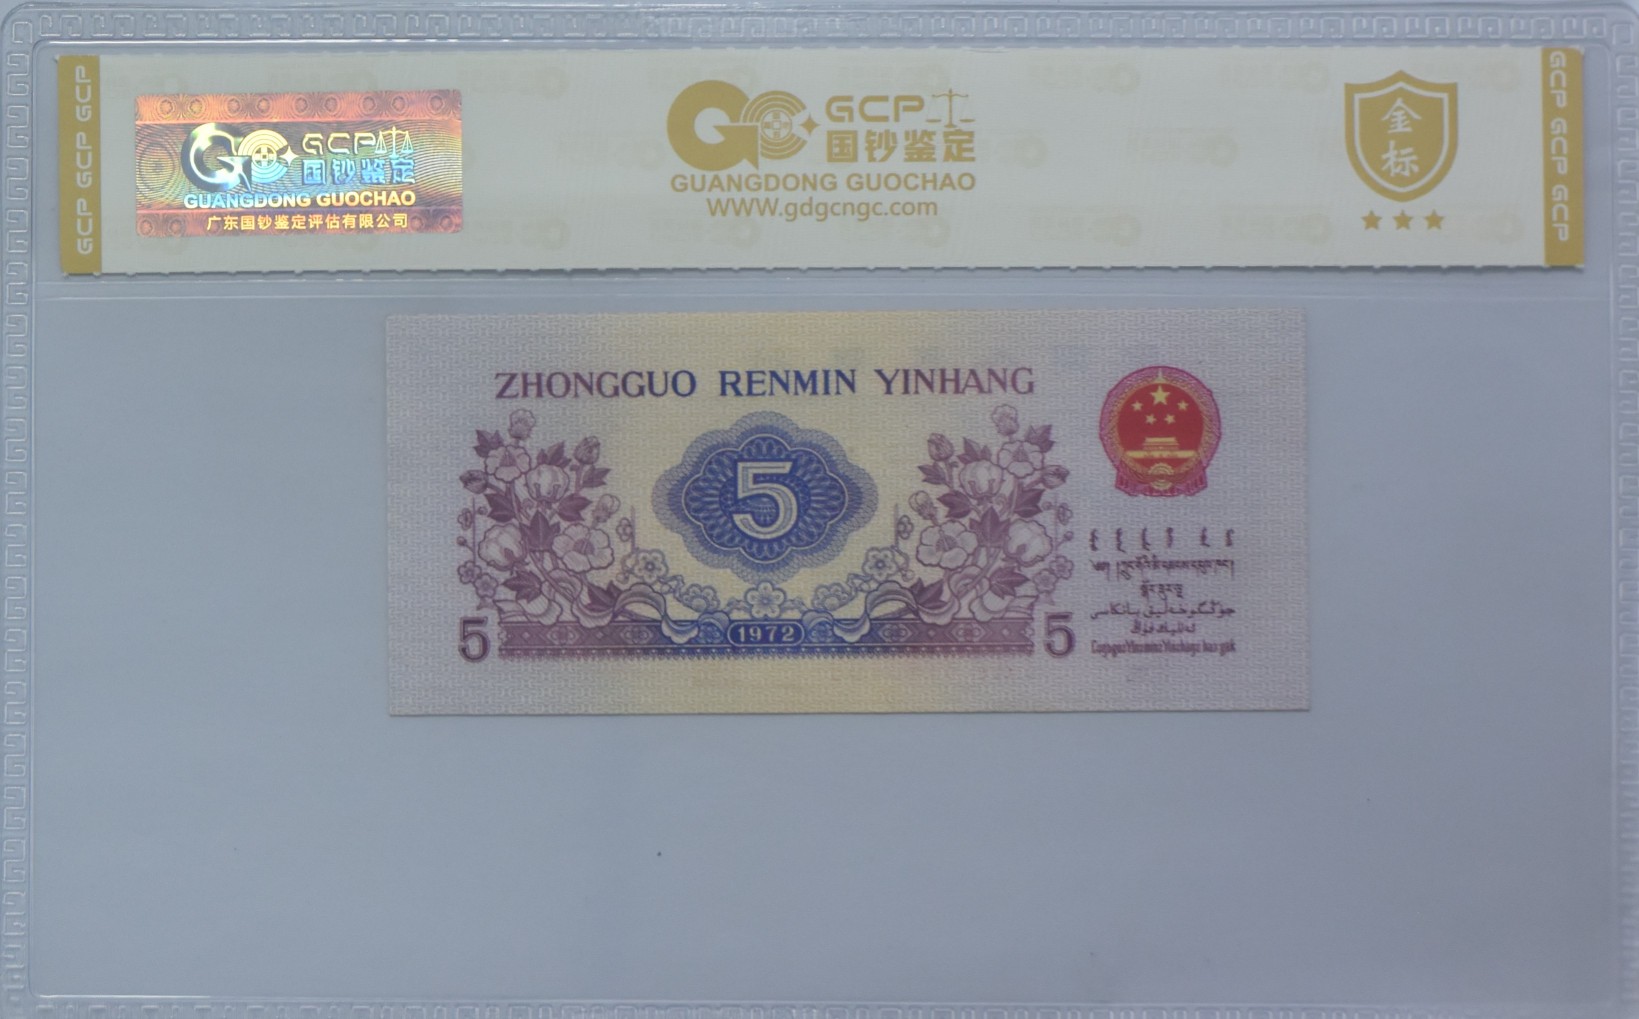 GCP GCP GCP
GCP
国钞鉴定
GUANGDONG GUOCHAO
广东国钞鉴定评估有限公司
GCP
国钞鉴定
GUANGDONG GUOCHAO
WWW.gdgcngc.com
金
标
GCP GCP GCP
ZHONGGUO RENMIN YINHANG
5
5
1972
5